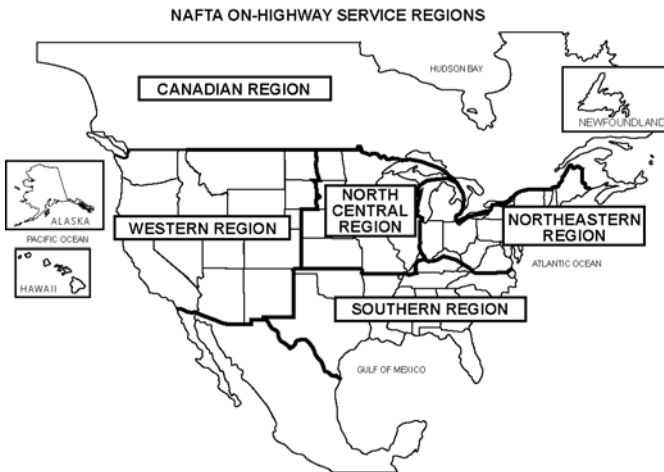 NAFTA ON-HIGHWAY SERVICE REGIONS
HUDSON BAY
CANADIAN REGION
NEWFOUNDLAND
ALASKA
PACIFIC OCEAN
HAWAII
WESTERN REGION
NORTH
CENTRAL
REGION
NORTHEASTERN
REGION
ATLANTIC OCEAN
SOUTHERN REGION
GULF OF MEXICO